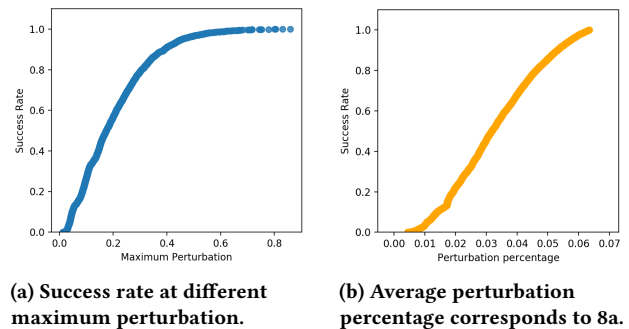 1.0
0.8
0.6
0.4
0.2
0.0
Success Rate
0.0 0.2 0.4 0.6 0.8
Maximum Perturbation
(a) Success rate at different
maximum perturbation.
1.0
0.8
0.6
0.4
0.2
0.0
Success Rate
0.00 0.01 0.02 0.03 0.04 0.05 0.06 0.07
Perturbation percentage
(b) Average perturbation
percentage corresponds to 8a.